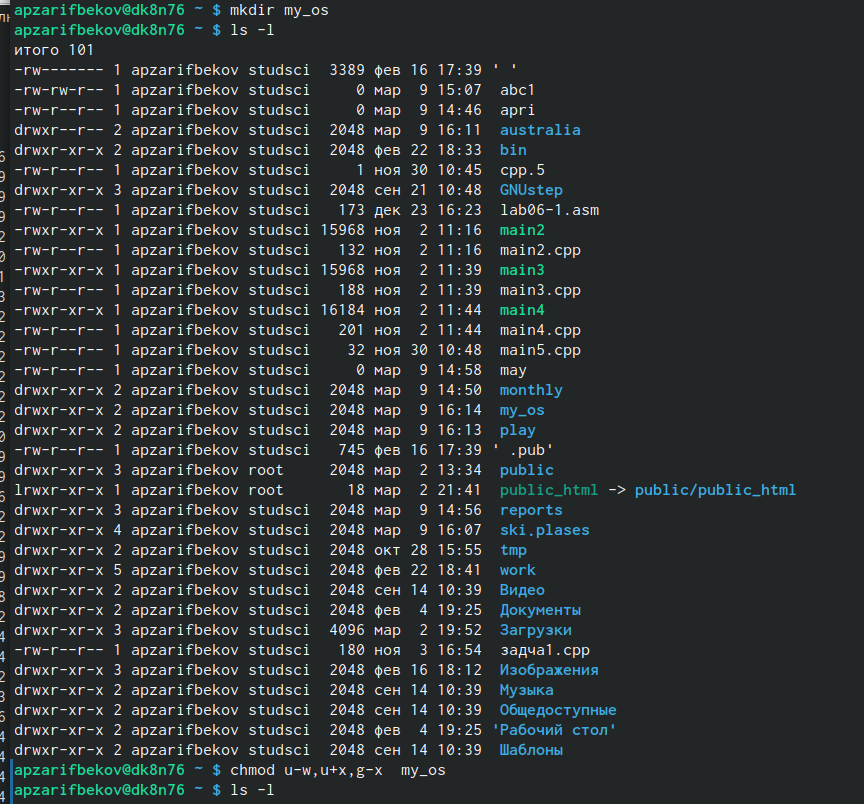 apzarifbekov@dk8n76 ~ $ mkdir my_os
apzarifbekov@dk8n76 ~ $ ls -l
итого 101
-rw------- 1 apzarifbekov studsci  3389 фев 16 17:39 ' '
-rw-rw-r-- 1 apzarifbekov studsci     0 мар  9 15:07  abc1
-rw-r--r-- 1 apzarifbekov studsci     0 мар  9 14:46  apri
drwxr--r-- 2 apzarifbekov studsci  2048 мар  9 16:11  australia
drwxr-xr-x 2 apzarifbekov studsci  2048 фев 22 18:33  bin
-rw-r--r-- 1 apzarifbekov studsci     1 ноя 30 10:45  cpp.5
drwxr-xr-x 3 apzarifbekov studsci  2048 сен 21 10:48  GNUstep
-rw-r--r-- 1 apzarifbekov studsci   173 дек 23 16:23  lab06-1.asm
-rwxr-xr-x 1 apzarifbekov studsci 15968 ноя  2 11:16  main2
-rw-r--r-- 1 apzarifbekov studsci   132 ноя  2 11:16  main2.cpp
-rwxr-xr-x 1 apzarifbekov studsci 15968 ноя  2 11:39  main3
-rw-r--r-- 1 apzarifbekov studsci   188 ноя  2 11:39  main3.cpp
-rwxr-xr-x 1 apzarifbekov studsci 16184 ноя  2 11:44  main4
-rw-r--r-- 1 apzarifbekov studsci   201 ноя  2 11:44  main4.cpp
-rw-r--r-- 1 apzarifbekov studsci    32 ноя 30 10:48  main5.cpp
-rw-r--r-- 1 apzarifbekov studsci     0 мар  9 14:58  may
drwxr-xr-x 2 apzarifbekov studsci  2048 мар  9 14:50  monthly
drwxr-xr-x 2 apzarifbekov studsci  2048 мар  9 16:14  my_os
drwxr-xr-x 2 apzarifbekov studsci  2048 мар  9 16:13  play
-rw-r--r-- 1 apzarifbekov studsci   745 фев 16 17:39 ' .pub'
drwxr-xr-x 3 apzarifbekov root     2048 мар  2 13:34  public
lrwxr-xr-x 1 apzarifbekov root       18 мар  2 21:41  public_html -> public/public_html
drwxr-xr-x 3 apzarifbekov studsci  2048 мар  9 14:56  reports
drwxr-xr-x 4 apzarifbekov studsci  2048 мар  9 16:07  ski.plases
drwxr-xr-x 2 apzarifbekov studsci  2048 окт 28 15:55  tmp
drwxr-xr-x 5 apzarifbekov studsci  2048 фев 22 18:41  work
drwxr-xr-x 2 apzarifbekov studsci  2048 сен 14 10:39  Видео
drwxr-xr-x 2 apzarifbekov studsci  2048 фев  4 19:25  Документы
drwxr-xr-x 3 apzarifbekov studsci  4096 мар  2 19:52  Загрузки
-rw-r--r-- 1 apzarifbekov studsci   180 ноя  3 16:54  задча1.cpp
drwxr-xr-x 3 apzarifbekov studsci  2048 фев 16 18:12  Изображения
drwxr-xr-x 2 apzarifbekov studsci  2048 сен 14 10:39  Музыка
drwxr-xr-x 2 apzarifbekov studsci  2048 сен 14 10:39  Общедоступные
drwxr-xr-x 2 apzarifbekov studsci  2048 фев  4 19:25 'Рабочий стол'
drwxr-xr-x 2 apzarifbekov studsci  2048 сен 14 10:39  Шаблоны
apzarifbekov@dk8n76 ~ $ chmod u-w,u+x,g-x  my_os
apzarifbekov@dk8n76 ~ $ ls -l